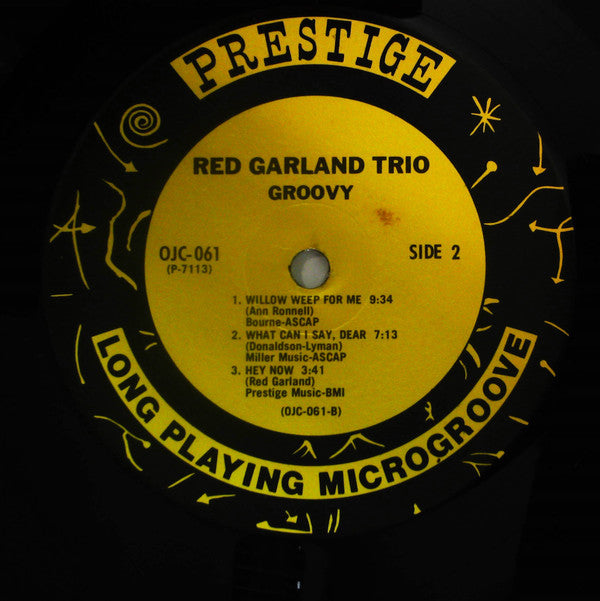 PRESTIGE
RED GARLAND TRIO
GROOVY
OJC-061
(P-7113)
SIDE 2
1. WILLOW WEEP FOR ME 9:34
(Ann Ronnell)
Bourne-ASCAP
2. WHAT CAN I SAY, DEAR 7:13
(Donaldson-Lyman)
Miller Music-ASCAP
3. HEY NOW 3:41
(Red Garland)
Prestige Music-BMI
(OJC-061-B)
LONG PLAYING MICROGROOVE